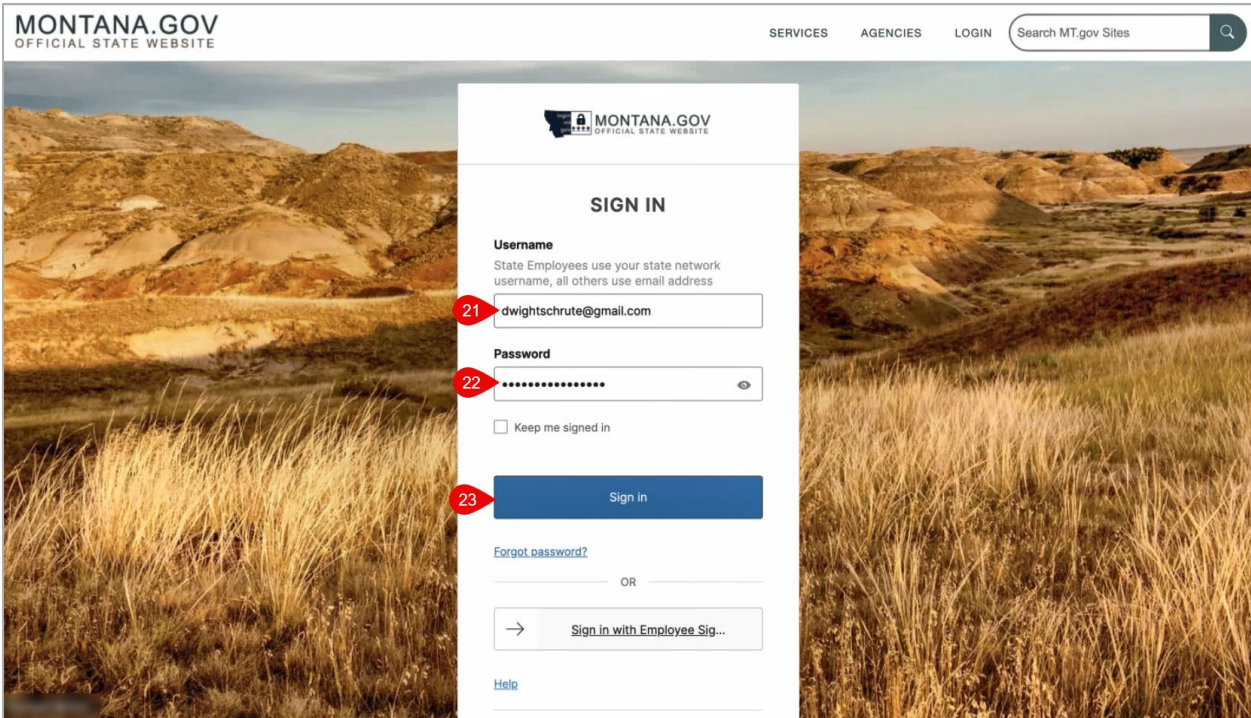 MONTANA.GOV
OFFICIAL STATE WEBSITE
SERVICES AGENCIES LOGIN Search MT.gov Sites
MONTANA.GOV
OFFICIAL STATE WEBSITE
SIGN IN
Username
State Employees use your state network
username, all others use email address
21 dwightschrute@gmail.com
Password
22 ••••••••••••••••
Keep me signed in
23 Sign in
Forgot password?
OR
Sign in with Employee Sig...
Help